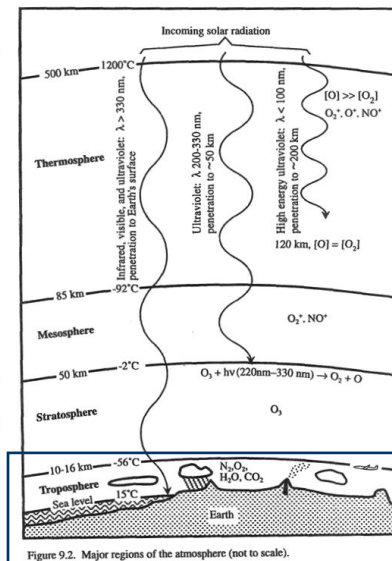 Incoming solar radiation
500 km 1200°C
Infrared, visible, and ultraviolet: λ > 330 nm,
penetration to Earth's surface
Ultraviolet: λ 200-330 nm,
penetration to ~50 km
High energy ultraviolet: λ < 100 nm,
penetration to ~200 km
[O] >> [O₂]
O₂⁺. O⁺. NO⁺
Thermosphere
120 km, [O] = [O₂]
85 km -92°C
Mesosphere
O₂⁺. NO⁺
50 km -2°C
O₃ + hv (220nm–330 nm) → O₂ + O
Stratosphere
O₃
10-16 km -56°C
N₂,O₂,
H₂O, CO₂
Troposphere
Sea level 15°C
Earth
Figure 9.2. Major regions of the atmosphere (not to scale).